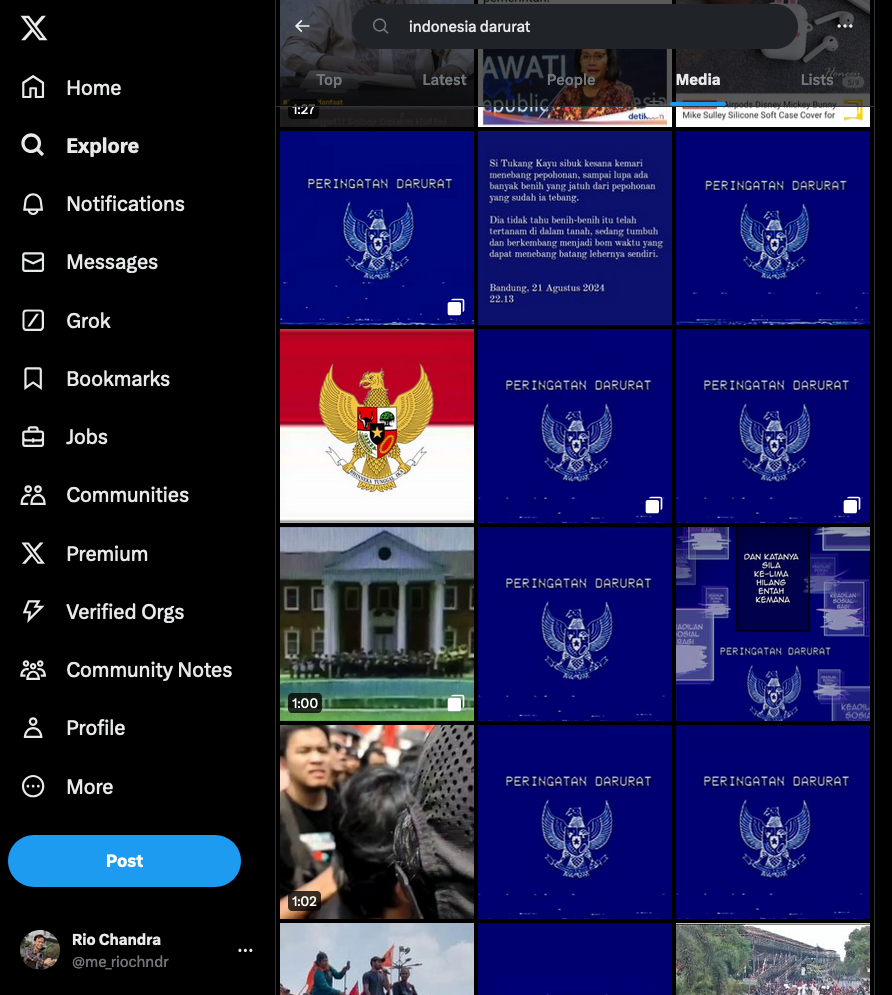 indonesia darurat
Top
Latest
People
Media
Lists
Home
Explore
Notifications
Messages
Grok
Bookmarks
Jobs
Communities
Premium
Verified Orgs
Community Notes
Profile
More
Post
Rio Chandra
@me_riochndr
1:27
AWATI
detikcom
Airpods Disney Mickey Bunny
Mike Sulley Silicone Soft Case Cover for
PERINGATAN DARURAT
Si Tukang Kayu sibuk kesana kemari
menebang pepohonan, sampai lupa ada
banyak benih yang jatuh dari pepohonan
yang sudah ia tebang.
Dia tidak tahu benih-benih itu telah
tertanam di dalam tanah, sedang tumbuh
dan berkembang menjadi bom waktu yang
dapat menebang batang lehernya sendiri.
Bandung, 21 Agustus 2024
22.13
PERINGATAN DARURAT
BHINNEKA TUNGGAL IKA
PERINGATAN DARURAT
PERINGATAN DARURAT
1:00
PERINGATAN DARURAT
DAN KATANYA
SILA
KE-LIMA
HILANG
ENTAH
KEMANA
PERINGATAN DARURAT
1:02
PERINGATAN DARURAT
PERINGATAN DARURAT